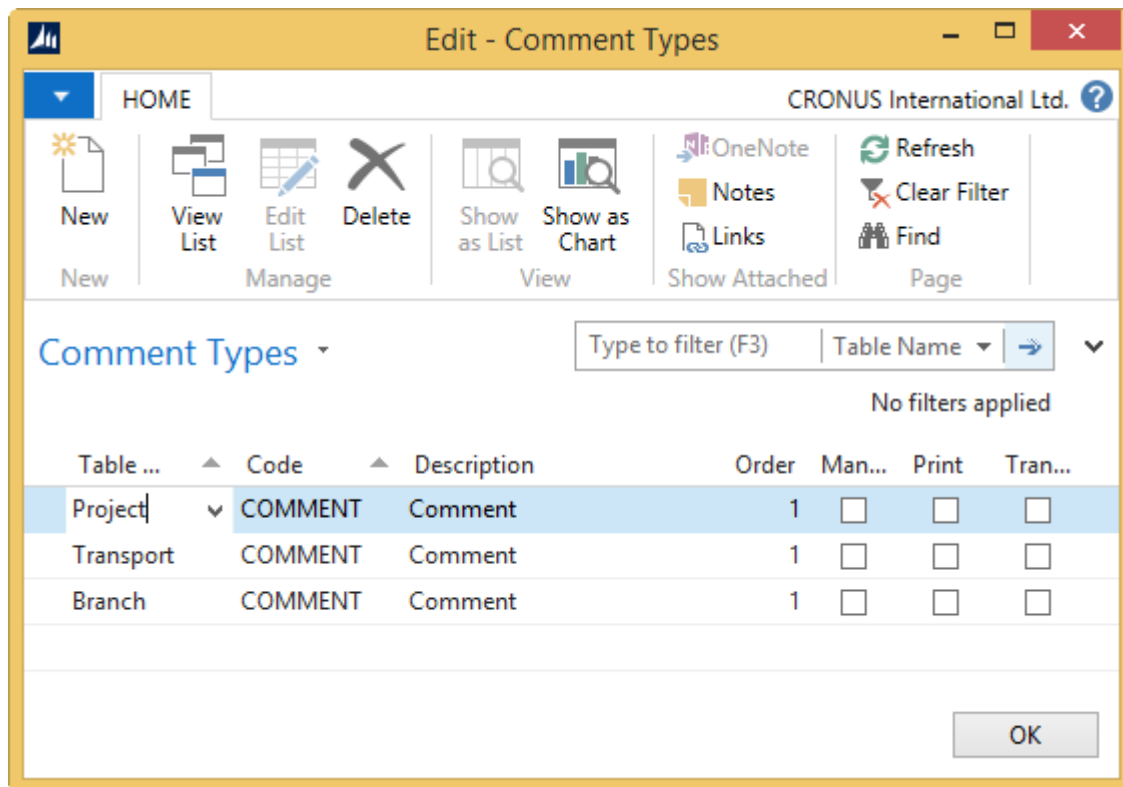 Edit - Comment Types
HOME CRONUS International Ltd. ?
New View List Edit List Delete Show as List Show as Chart OneNote Notes Links Refresh Clear Filter Find
New Manage View Show Attached Page
Comment Types Type to filter (F3) Table Name
No filters applied
Table ... Code Description Order Man... Print Tran...
Project COMMENT Comment 1
Transport COMMENT Comment 1
Branch COMMENT Comment 1
OK